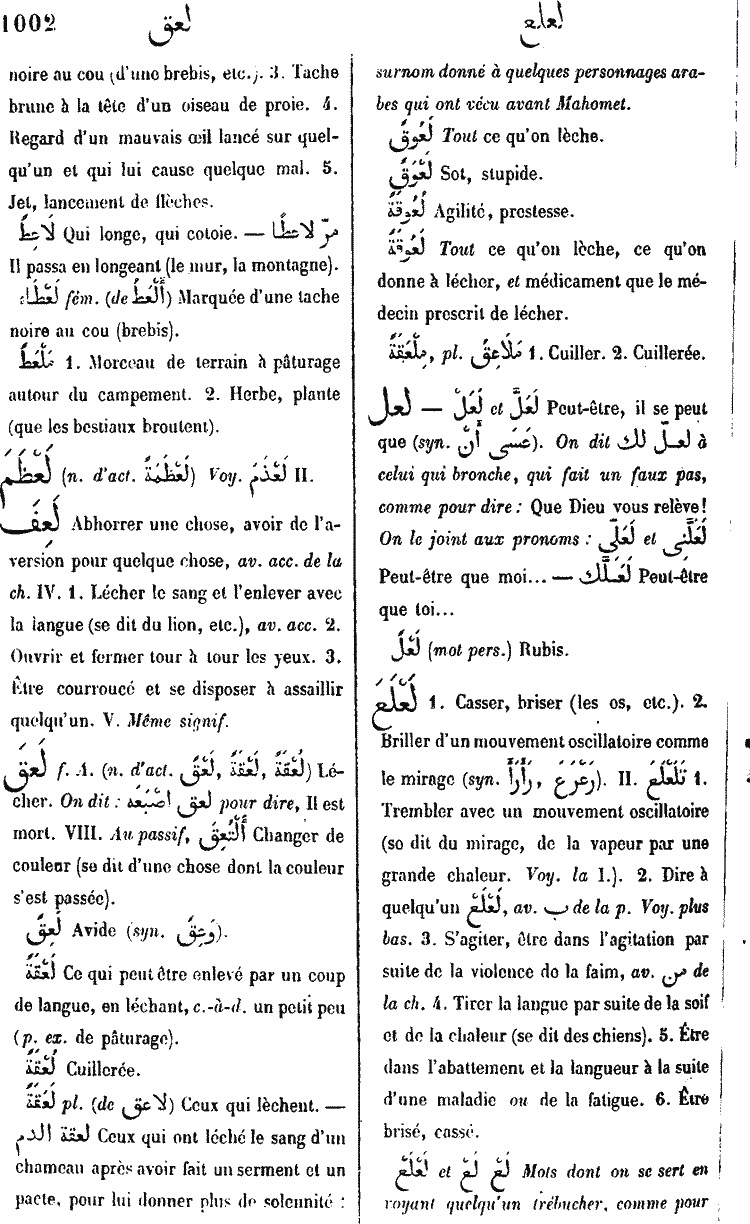 1002
لعق
لعلع
noire au cou (d'une brebis, etc.). 3. Tache
brune à la tête d'un oiseau de proie. 4.
Regard d'un mauvais œil lancé sur quel-
qu'un et qui lui cause quelque mal. 5.
Jet, lancement de flèches.
لَاعِطٌ Qui longe, qui cotoie. — مرّ لاعطًا
Il passa en longeant (le mur, la montagne).
لَعْطَاءُ fém. (de أَلْعَطُ) Marquée d'une tache
noire au cou (brebis).
مَلْعَطٌ 1. Morceau de terrain à pâturage
autour du campement. 2. Herbe, plante
(que les bestiaux broutent).
لَعْظَمَ (n. d'act. لَعْظَمَةٌ) Voy. لَعْذَمَ II.
لَعِفَ Abhorrer une chose, avoir de l'a-
version pour quelque chose, av. acc. de la
ch. IV. 1. Lécher le sang et l'enlever avec
la langue (se dit du lion, etc.), av. acc. 2.
Ouvrir et fermer tour à tour les yeux. 3.
Être courroucé et se disposer à assaillir
quelqu'un. V. Même signif.
لَعِقَ f. A. (n. d'act. لَعْقٌ, لَعْقَةٌ, لُعْقَةٌ) Lé-
cher. On dit : لعق اصْبَعَه pour dire, Il est
mort. VIII. Au passif, أُلْتُعِقَ Changer de
couleur (se dit d'une chose dont la couleur
s'est passée).
لَعِقٌ Avide (syn. وَعِقٌ).
لُعْقَةٌ Ce qui peut être enlevé par un coup
de langue, en léchant, c.-à-d. un petit peu
(p. ex. de pâturage).
لَعْقَةٌ Cuillerée.
لَعَقَةٌ pl. (de لاعق) Ceux qui lèchent. —
لعقة الدم Ceux qui ont léché le sang d'un
chameau après avoir fait un serment et un
pacte, pour lui donner plus de solennité :
surnom donné à quelques personnages ara-
bes qui ont vécu avant Mahomet.
لَعُوقٌ Tout ce qu'on lèche.
لَعْوَقٌ Sot, stupide.
لَعْوَقَةٌ Agilité, prestesse.
لَعُوقَةٌ Tout ce qu'on lèche, ce qu'on
donne à lécher, et médicament que le mé-
decin prescrit de lécher.
مِلْعَقَةٌ, pl. مَلَاعِقُ 1. Cuiller. 2. Cuillerée.
لعل — لَعَلْ et لَعَلَّ Peut-être, il se peut
que (syn. عَسَى أَنْ). On dit لعلّ لك à
celui qui bronche, qui fait un faux pas,
comme pour dire : Que Dieu vous relève!
On le joint aux pronoms : لَعَلِّى et لَعَلَّنِى
Peut-être que moi... — لَعَلَّكَ Peut-être
que toi...
لَعْلٌ (mot pers.) Rubis.
لَعْلَعَ 1. Casser, briser (les os, etc.). 2.
Briller d'un mouvement oscillatoire comme
le mirage (syn. رَعْرَعَ, رَأْرَأَ). II. تَلَعْلَعَ 1.
Trembler avec un mouvement oscillatoire
(se dit du mirage, de la vapeur par une
grande chaleur. Voy. la 1.). 2. Dire à
quelqu'un لَعْلَعْ, av. ب de la p. Voy. plus
bas. 3. S'agiter, être dans l'agitation par
suite de la violence de la faim, av. من de
la ch. 4. Tirer la langue par suite de la soif
et de la chaleur (se dit des chiens). 5. Être
dans l'abattement et la langueur à la suite
d'une maladie ou de la fatigue. 6. Être
brisé, cassé.
لَعْلَعْ et لَعْ لَعْ Mots dont on se sert en
voyant quelqu'un trébucher, comme pour